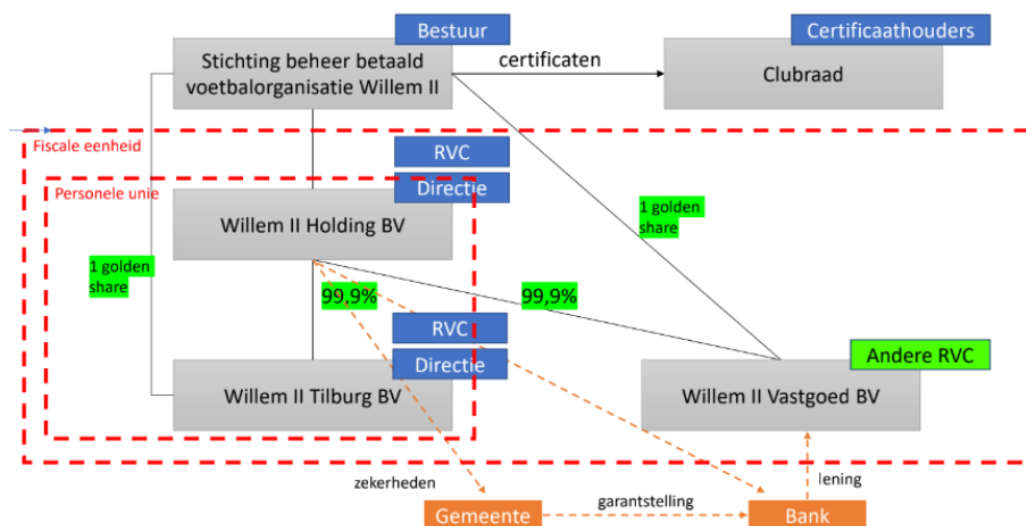 Bestuur
Certificaathouders
Stichting beheer betaald
voetbalorganisatie Willem II
certificaten
Clubraad
Fiscale eenheid
RVC
Personele unie
Directie
Willem II Holding BV
1 golden
share
1 golden
share
99,9%
99,9%
RVC
Directie
Andere RVC
Willem II Tilburg BV
Willem II Vastgoed BV
zekerheden
lening
garantstelling
Gemeente
Bank